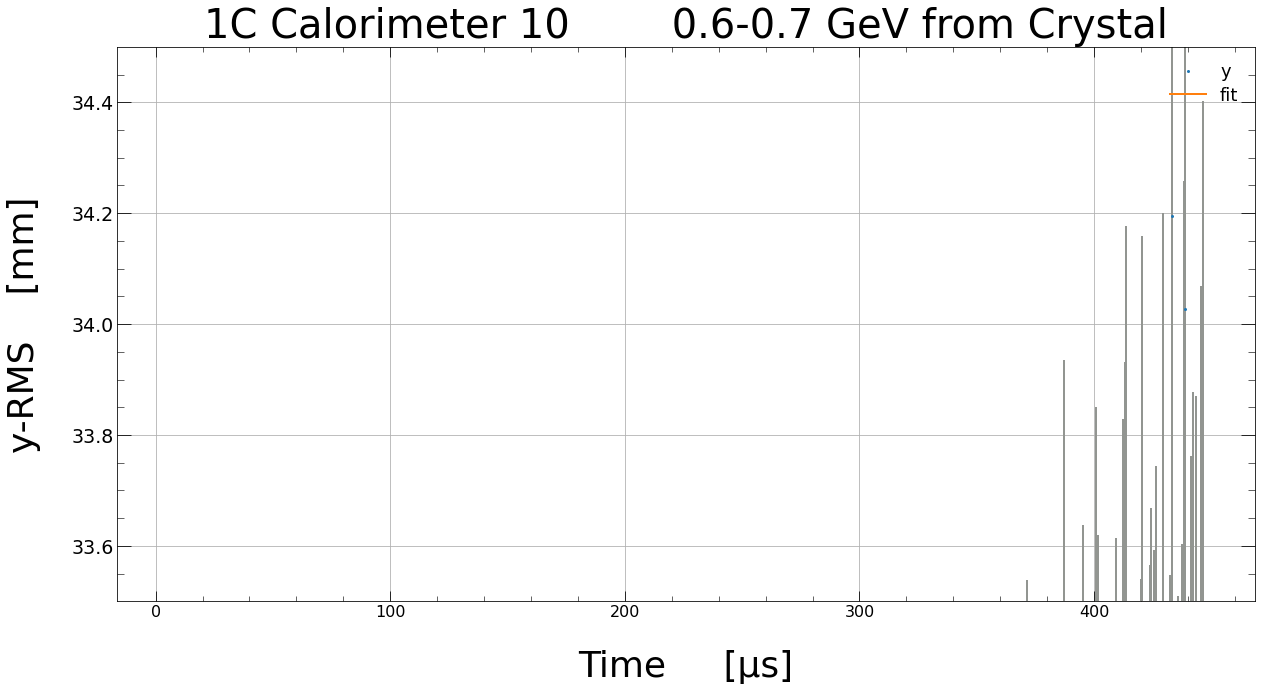 1C Calorimeter 10 0.6-0.7 GeV from Crystal
y
fit
34.4
34.2
34.0
33.8
33.6
y-RMS [mm]
0 100 200 300 400
Time [μs]